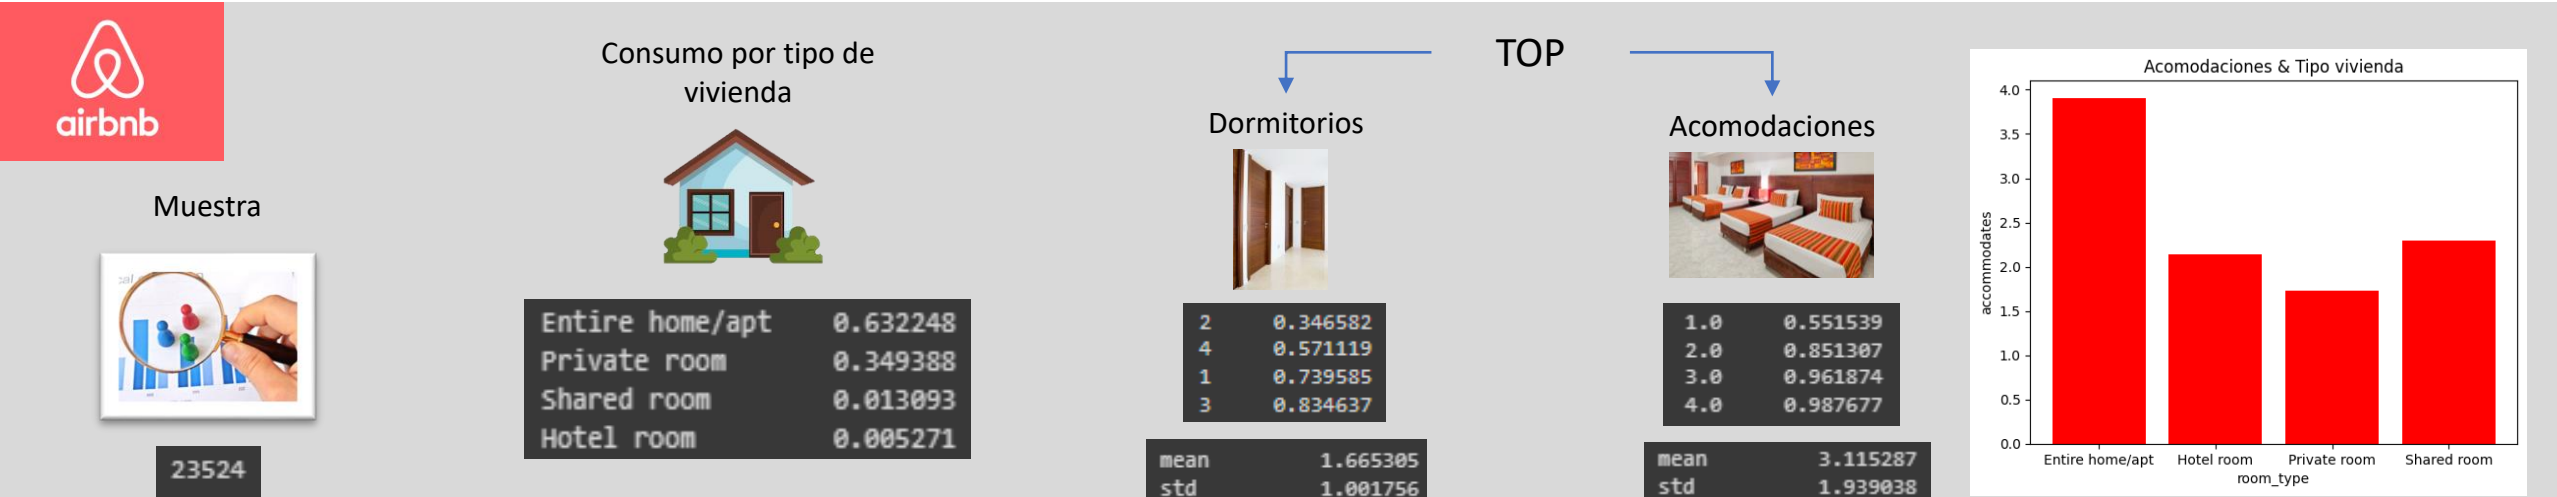 airbnb
Muestra
23524
Consumo por tipo de
vivienda
Entire home/apt 0.632248
Private room 0.349388
Shared room 0.013093
Hotel room 0.005271
TOP
Dormitorios
2 0.346582
4 0.571119
1 0.739585
3 0.834637
mean 1.665305
std 1.001756
Acomodaciones
1.0 0.551539
2.0 0.851307
3.0 0.961874
4.0 0.987677
mean 3.115287
std 1.939038
Acomodaciones & Tipo vivienda
accommodates
4.0
3.5
3.0
2.5
2.0
1.5
1.0
0.5
0.0
Entire home/apt Hotel room Private room Shared room
room_type